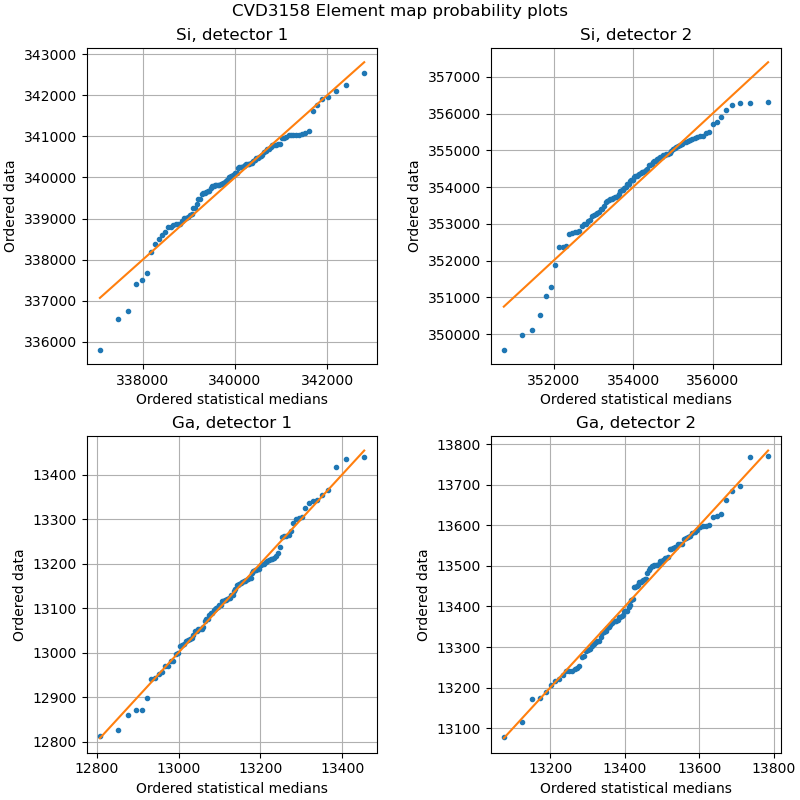 CVD3158 Element map probability plots
Si, detector 1
Ordered data
343000
342000
341000
340000
339000
338000
337000
336000
338000 340000 342000
Ordered statistical medians
Si, detector 2
Ordered data
357000
356000
355000
354000
353000
352000
351000
350000
352000 354000 356000
Ordered statistical medians
Ga, detector 1
Ordered data
13400
13300
13200
13100
13000
12900
12800
12800 13000 13200 13400
Ordered statistical medians
Ga, detector 2
Ordered data
13800
13700
13600
13500
13400
13300
13200
13100
13200 13400 13600 13800
Ordered statistical medians